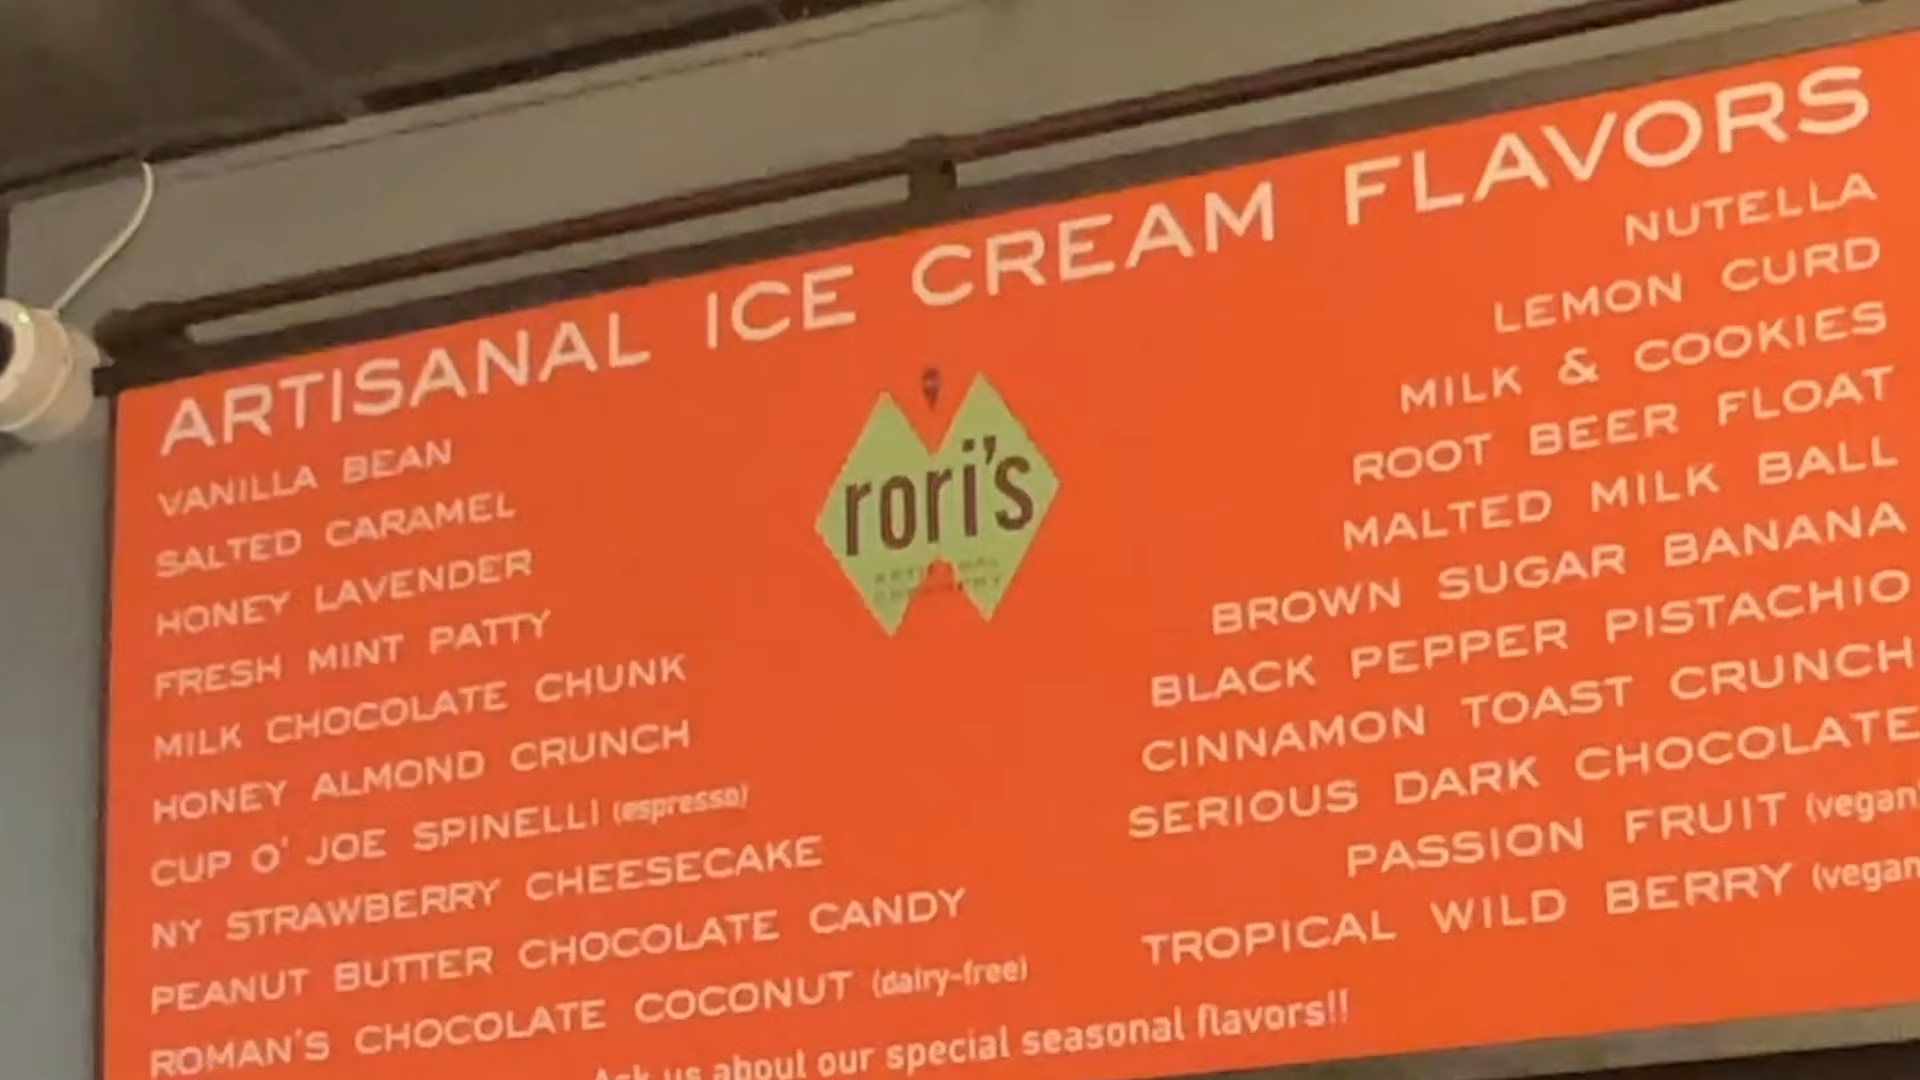 ARTISANAL ICE CREAM FLAVORS
VANILLA BEAN
SALTED CARAMEL
HONEY LAVENDER
FRESH MINT PATTY
MILK CHOCOLATE CHUNK
HONEY ALMOND CRUNCH
CUP O' JOE SPINELLI (espresso)
NY STRAWBERRY CHEESECAKE
PEANUT BUTTER CHOCOLATE CANDY
ROMAN'S CHOCOLATE COCONUT (dairy-free)
rori's
ARTISANAL
CREAMERY
NUTELLA
LEMON CURD
MILK & COOKIES
ROOT BEER FLOAT
MALTED MILK BALL
BROWN SUGAR BANANA
BLACK PEPPER PISTACHIO
CINNAMON TOAST CRUNCH
SERIOUS DARK CHOCOLATE
PASSION FRUIT (vegan)
TROPICAL WILD BERRY (vegan
Ask us about our special seasonal flavors!!